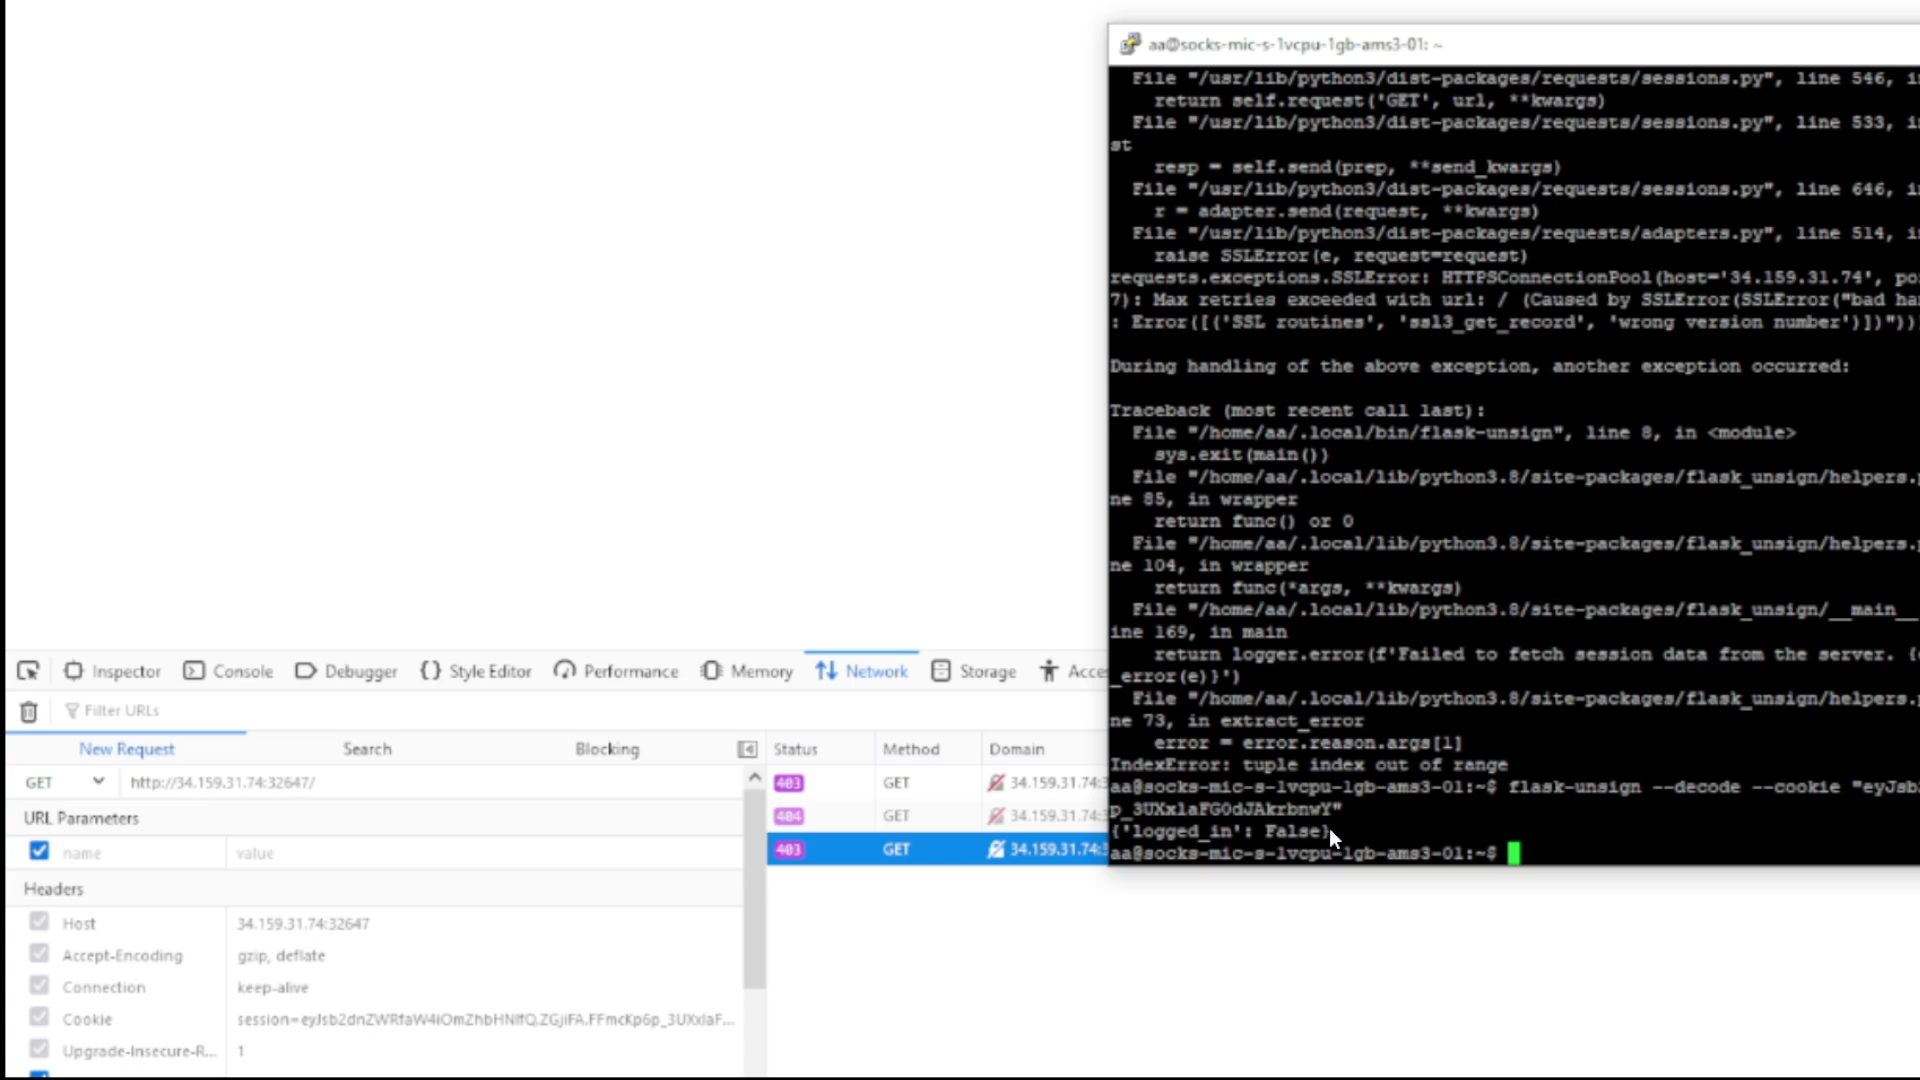 aa@socks-mic-s-1vcpu-1gb-ams3-01: ~
File "/usr/lib/python3/dist-packages/requests/sessions.py", line 546, i
return self.request('GET', url, **kwargs)
File "/usr/lib/python3/dist-packages/requests/sessions.py", line 533, i
st
resp = self.send(prep, **send_kwargs)
File "/usr/lib/python3/dist-packages/requests/sessions.py", line 646, i
r = adapter.send(request, **kwargs)
File "/usr/lib/python3/dist-packages/requests/adapters.py", line 514, i
raise SSLError(e, request=request)
requests.exceptions.SSLError: HTTPSConnectionPool(host='34.159.31.74', po
7): Max retries exceeded with url: / (Caused by SSLError(SSLError("bad ha
: Error([('SSL routines', 'ssl3_get_record', 'wrong version number')])"))
During handling of the above exception, another exception occurred:
Traceback (most recent call last):
File "/home/aa/.local/bin/flask-unsign", line 8, in <module>
sys.exit(main())
File "/home/aa/.local/lib/python3.8/site-packages/flask_unsign/helpers.
ne 85, in wrapper
return func() or 0
File "/home/aa/.local/lib/python3.8/site-packages/flask_unsign/helpers.
ne 104, in wrapper
return func(*args, **kwargs)
File "/home/aa/.local/lib/python3.8/site-packages/flask_unsign/__main__
ine 169, in main
return logger.error(f'Failed to fetch session data from the server. {
_error(e)}')
File "/home/aa/.local/lib/python3.8/site-packages/flask_unsign/helpers.
ne 73, in extract_error
error = error.reason.args[1]
IndexError: tuple index out of range
aa@socks-mic-s-1vcpu-1gb-ams3-01:~$ flask-unsign --decode --cookie "eyJsb
p_3UXxlaFG0dJAkrbnwY"
{'logged_in': False}
aa@socks-mic-s-1vcpu-1gb-ams3-01:~$
Inspector Console Debugger {} Style Editor Performance Memory Network Storage Acce
Filter URLs
New Request Search Blocking Status Method Domain
GET http://34.159.31.74:32647/ 403 GET 34.159.31.74:3
URL Parameters 404 GET 34.159.31.74:3
name value 403 GET 34.159.31.74:3
Headers
Host 34.159.31.74:32647
Accept-Encoding gzip, deflate
Connection keep-alive
Cookie session=eyJsb2dnZWRfaW4iOmZhbHNlfQ.ZGjiFA.FFmcKp6p_3UXxlaF...
Upgrade-Insecure-R... 1